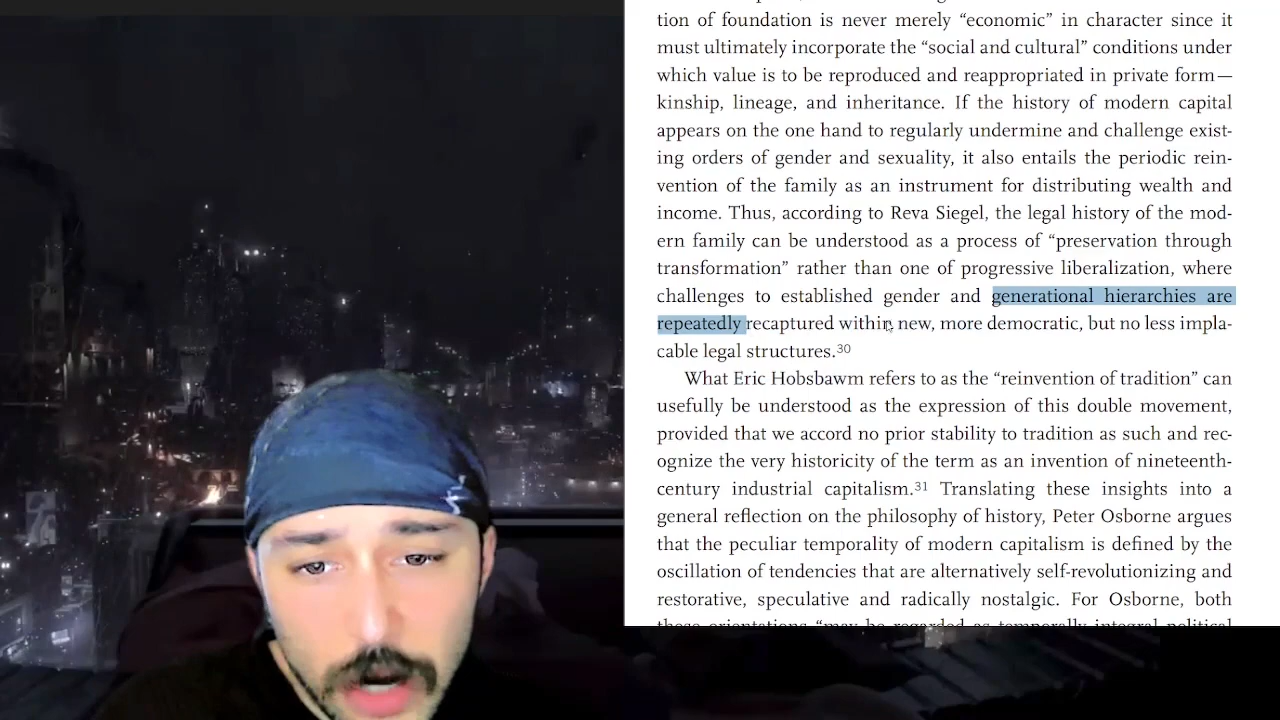 tion of foundation is never merely “economic” in character since it
must ultimately incorporate the “social and cultural” conditions under
which value is to be reproduced and reappropriated in private form—
kinship, lineage, and inheritance. If the history of modern capital
appears on the one hand to regularly undermine and challenge exist-
ing orders of gender and sexuality, it also entails the periodic rein-
vention of the family as an instrument for distributing wealth and
income. Thus, according to Reva Siegel, the legal history of the mod-
ern family can be understood as a process of “preservation through
transformation” rather than one of progressive liberalization, where
challenges to established gender and generational hierarchies are
repeatedly recaptured within new, more democratic, but no less impla-
cable legal structures.30
What Eric Hobsbawm refers to as the “reinvention of tradition” can
usefully be understood as the expression of this double movement,
provided that we accord no prior stability to tradition as such and rec-
ognize the very historicity of the term as an invention of nineteenth-
century industrial capitalism.31 Translating these insights into a
general reflection on the philosophy of history, Peter Osborne argues
that the peculiar temporality of modern capitalism is defined by the
oscillation of tendencies that are alternatively self-revolutionizing and
restorative, speculative and radically nostalgic. For Osborne, both
these orientations “may be regarded as temporally integral political